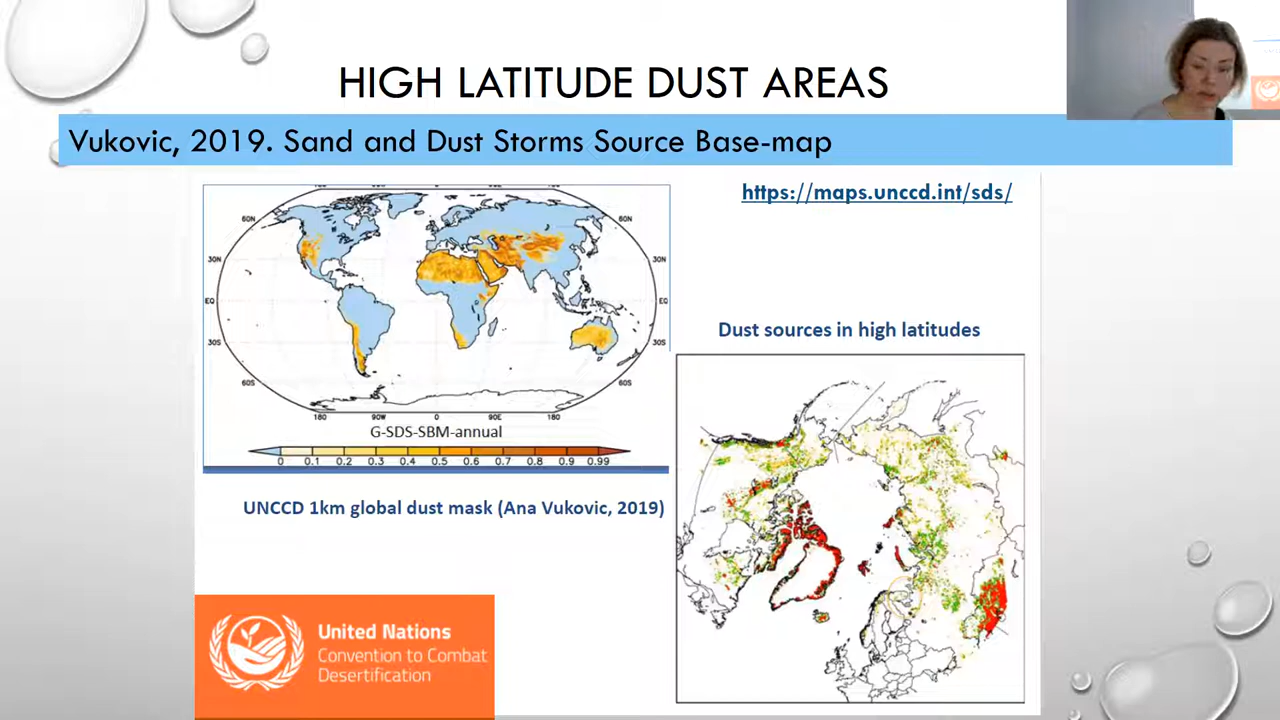 HIGH LATITUDE DUST AREAS
Vukovic, 2019. Sand and Dust Storms Source Base-map
https://maps.unccd.int/sds/
60N
60N
30N
30N
EQ
EQ
30S
30S
60S
60S
180 90W 0 90E 180
G-SDS-SBM-annual
0 0.1 0.2 0.3 0.4 0.5 0.6 0.7 0.8 0.9 0.99
Dust sources in high latitudes
UNCCD 1km global dust mask (Ana Vukovic, 2019)
United Nations
Convention to Combat
Desertification